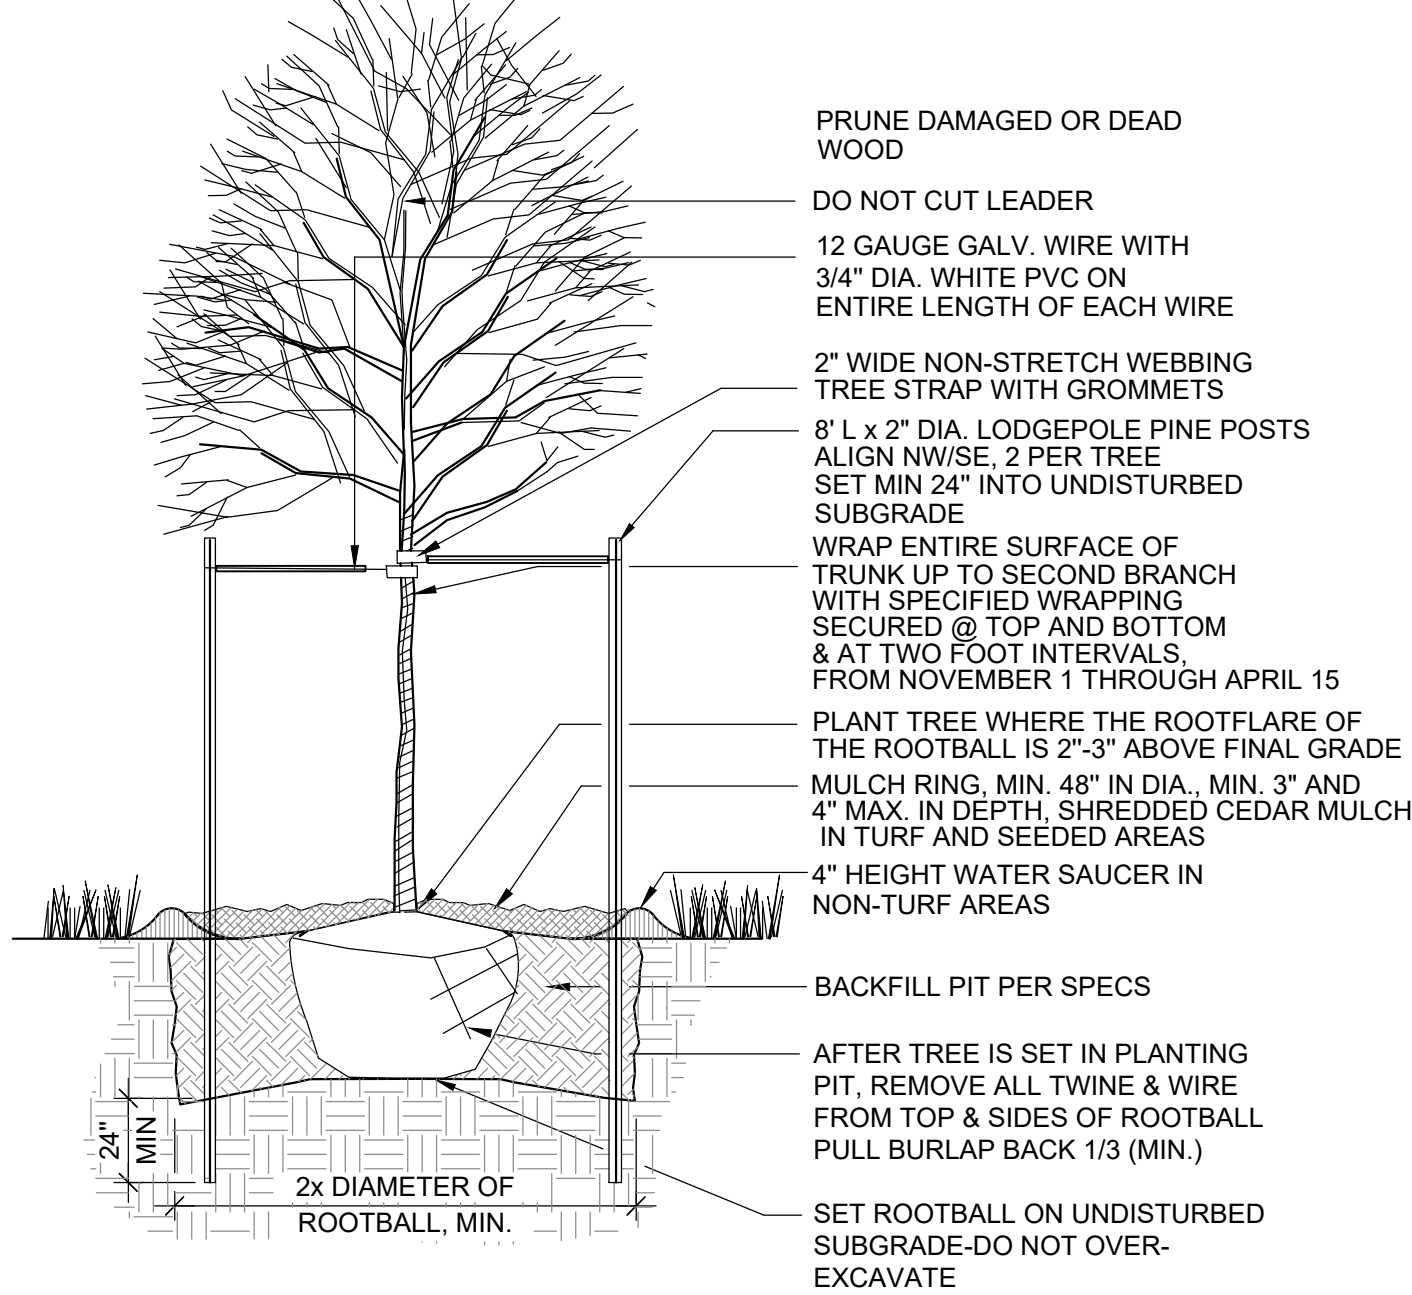 PRUNE DAMAGED OR DEAD
WOOD
DO NOT CUT LEADER
12 GAUGE GALV. WIRE WITH
3/4" DIA. WHITE PVC ON
ENTIRE LENGTH OF EACH WIRE
2" WIDE NON-STRETCH WEBBING
TREE STRAP WITH GROMMETS
8' L x 2" DIA. LODGEPOLE PINE POSTS
ALIGN NW/SE, 2 PER TREE
SET MIN 24" INTO UNDISTURBED
SUBGRADE
WRAP ENTIRE SURFACE OF
TRUNK UP TO SECOND BRANCH
WITH SPECIFIED WRAPPING
SECURED @ TOP AND BOTTOM
& AT TWO FOOT INTERVALS,
FROM NOVEMBER 1 THROUGH APRIL 15
PLANT TREE WHERE THE ROOTFLARE OF
THE ROOTBALL IS 2"-3" ABOVE FINAL GRADE
MULCH RING, MIN. 48" IN DIA., MIN. 3" AND
4" MAX. IN DEPTH, SHREDDED CEDAR MULCH
IN TURF AND SEEDED AREAS
4" HEIGHT WATER SAUCER IN
NON-TURF AREAS
BACKFILL PIT PER SPECS
AFTER TREE IS SET IN PLANTING
PIT, REMOVE ALL TWINE & WIRE
FROM TOP & SIDES OF ROOTBALL
PULL BURLAP BACK 1/3 (MIN.)
SET ROOTBALL ON UNDISTURBED
SUBGRADE-DO NOT OVER-
EXCAVATE
24"
MIN
2x DIAMETER OF
ROOTBALL, MIN.